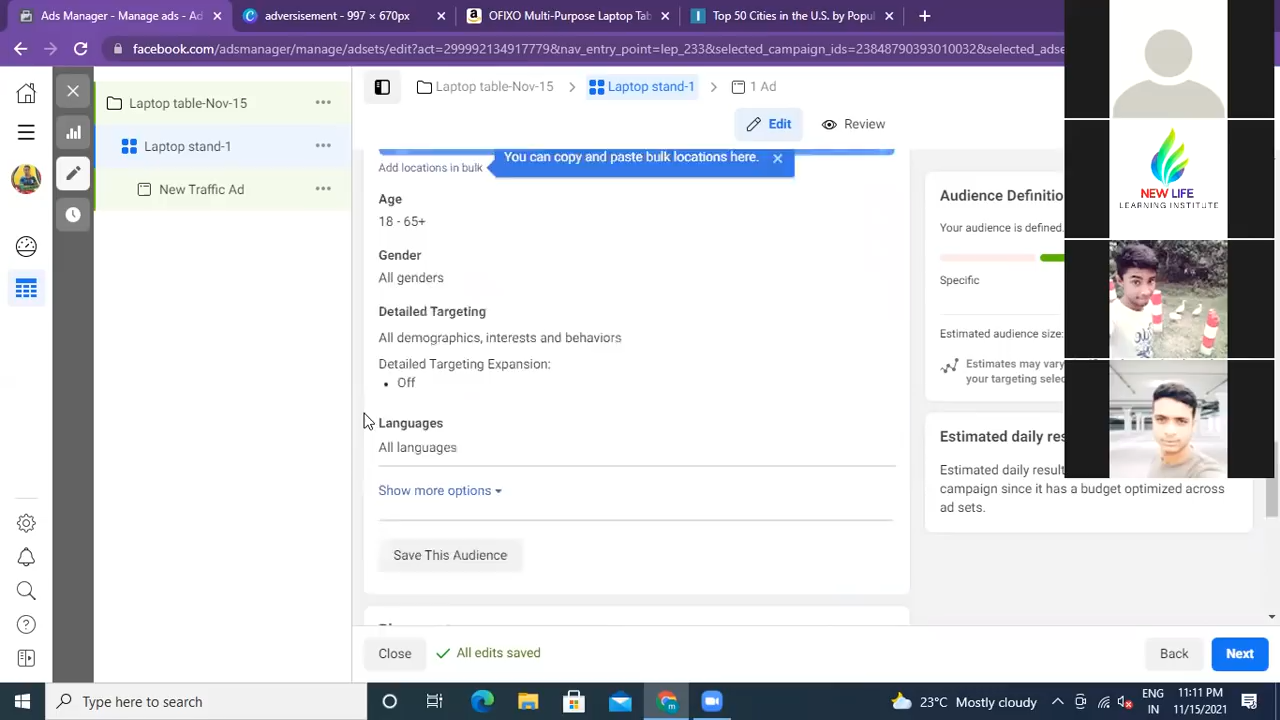 Ads Manager - Manage ads - Ad
advertisement - 997 × 670px
OFIXO Multi-Purpose Laptop Tab
Top 50 Cities in the U.S. by Popul
facebook.com/adsmanager/manage/adsets/edit?act=299992134917779&nav_entry_point=lep_233&selected_campaign_ids=23848790393010032&selected_adse
Laptop table-Nov-15
Laptop stand-1
New Traffic Ad
Laptop table-Nov-15
Laptop stand-1
1 Ad
Edit
Review
Add locations in bulk
You can copy and paste bulk locations here.
Age
18 - 65+
Gender
All genders
Detailed Targeting
All demographics, interests and behaviors
Detailed Targeting Expansion:
Off
Languages
All languages
Show more options
Save This Audience
Audience Definitio
Your audience is defined.
Specific
Estimated audience size:
Estimates may vary
your targeting selec
Estimated daily res
Estimated daily result
campaign since it has a budget optimized across
ad sets.
NEW LIFE
LEARNING INSTITUTE
Close
All edits saved
Back
Next
Type here to search
23°C Mostly cloudy
ENG
IN
11:11 PM
11/15/2021